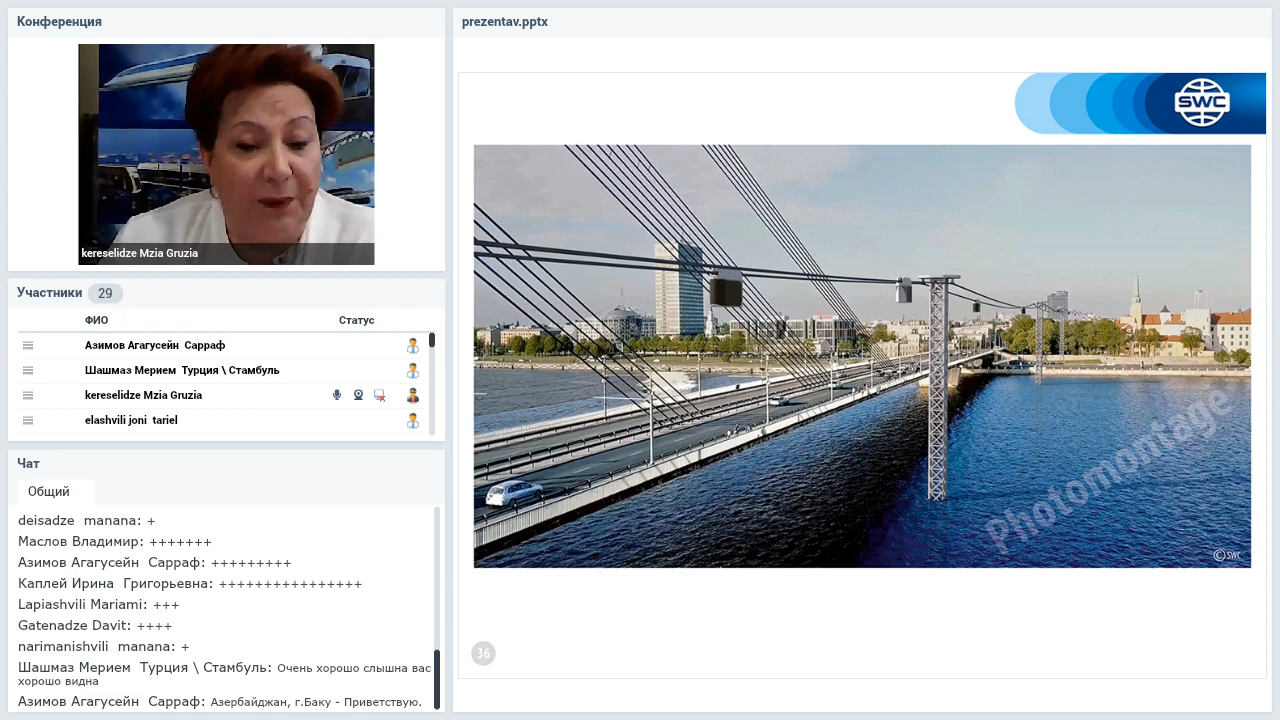 Конференция
kereselidze Mzia Gruzia
Участники 29
ФИО Статус
Азимов Агагусейн Сарраф
Шашмаз Мерием Турция \ Стамбуль
kereselidze Mzia Gruzia
elashvili joni tariel
Чат
Общий
deisadze manana: +
Маслов Владимир: +++++++
Азимов Агагусейн Сарраф: +++++++++
Каплей Ирина Григорьевна: ++++++++++++++++
Lapiashvili Mariami: +++
Gatenadze Davit: ++++
narimanishvili manana: +
Шашмаз Мерием Турция \ Стамбуль: Очень хорошо слышна вас
хорошо видна
Азимов Агагусейн Сарраф: Азербайджан, г.Баку - Приветствую.
prezentav.pptx
SWC
Photomontage
©SWC
36